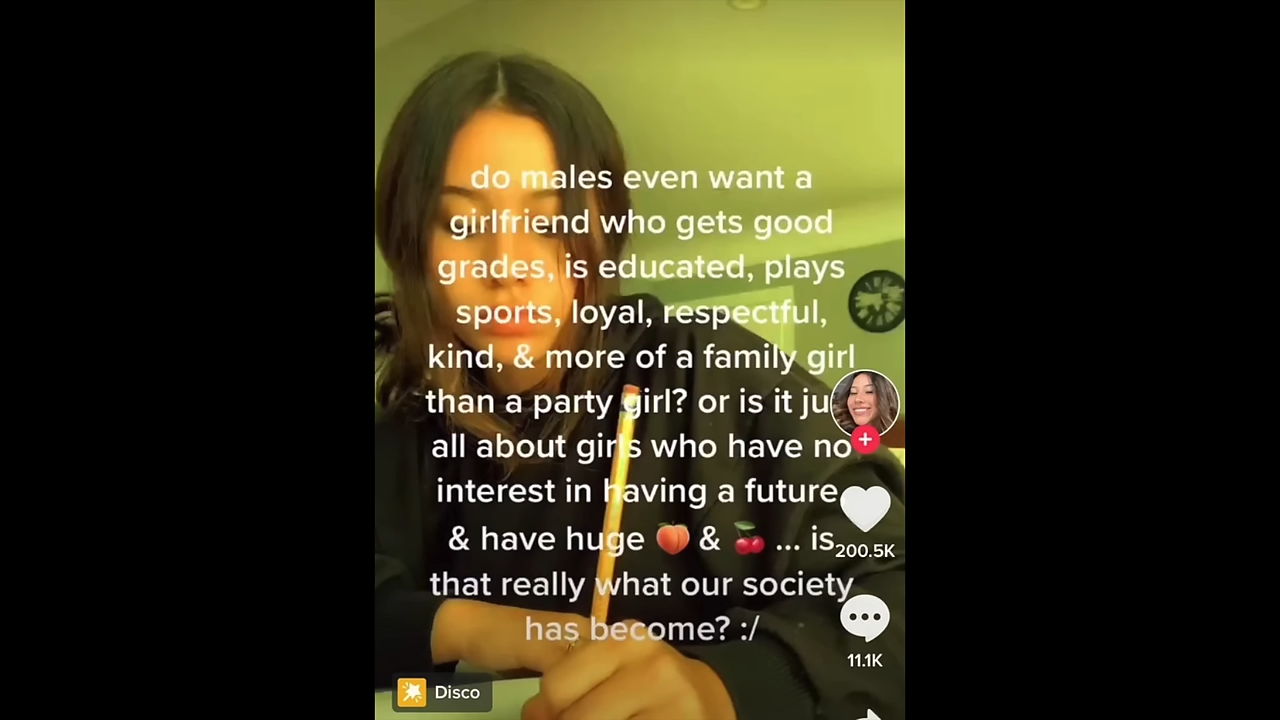 do males even want a
girlfriend who gets good
grades, is educated, plays
sports, loyal, respectful,
kind, & more of a family girl
than a party girl? or is it ju
all about girls who have no
interest in having a future,
& have huge 🍑 & 🍒 ... is
that really what our society
has become? :/
200.5K
11.1K
Disco